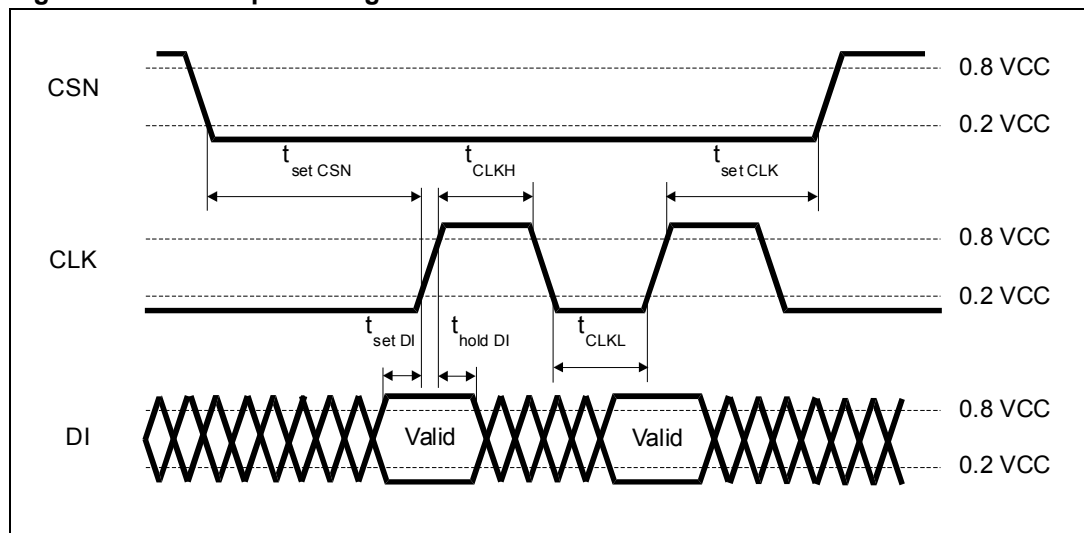 CSN
0.8 VCC
0.2 VCC
t set CSN
t CLKH
t set CLK
CLK
0.8 VCC
0.2 VCC
t set DI
t hold DI
t CLKL
DI
Valid
Valid
0.8 VCC
0.2 VCC